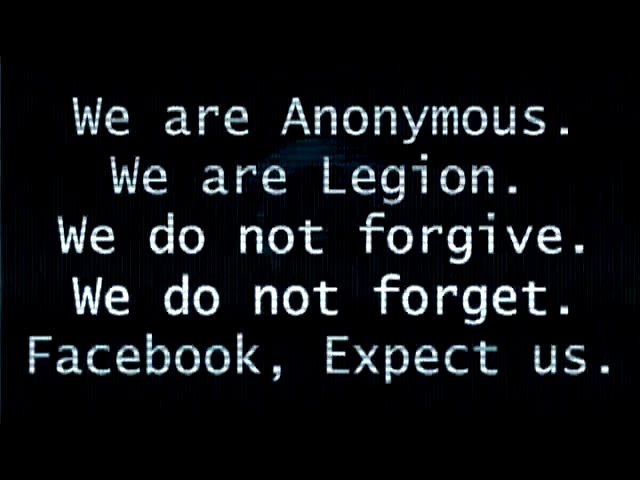 We are Anonymous.
We are Legion.
We do not forgive.
We do not forget.
Facebook, Expect us.